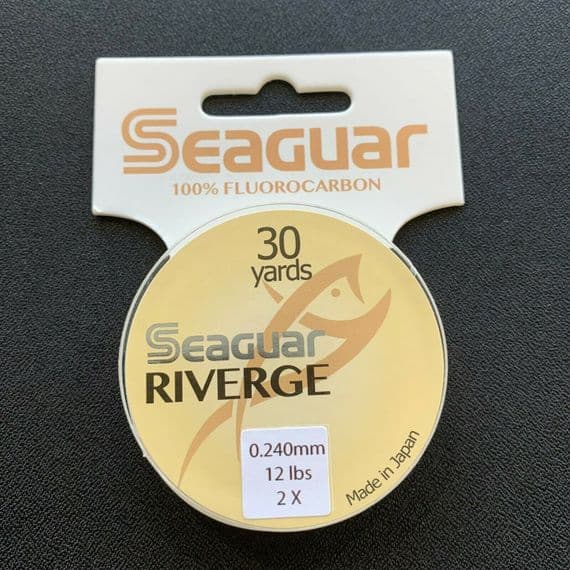 SEAGUAR
100% FLUOROCARBON
30
yards
SEAGUAR
RIVERGE
0.240mm
12 lbs
2 X
Made in Japan